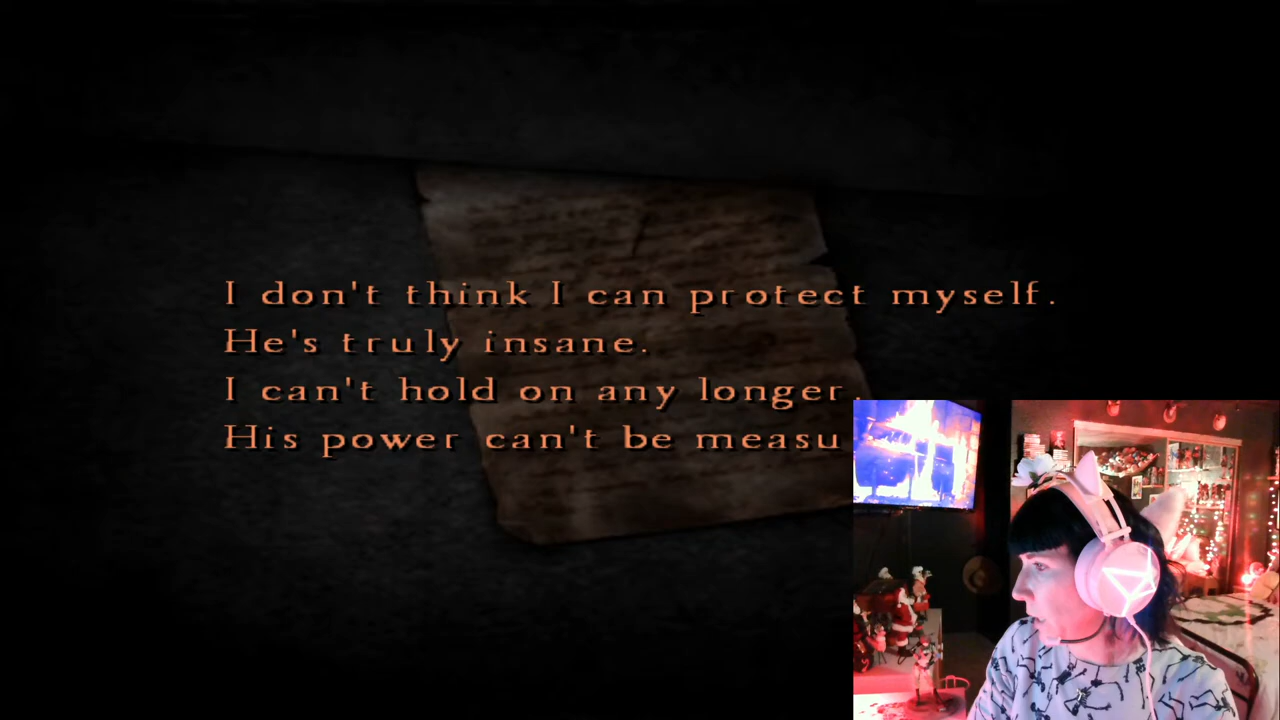 I don't think I can protect myself.
He's truly insane.
I can't hold on any longer.
His power can't be measu